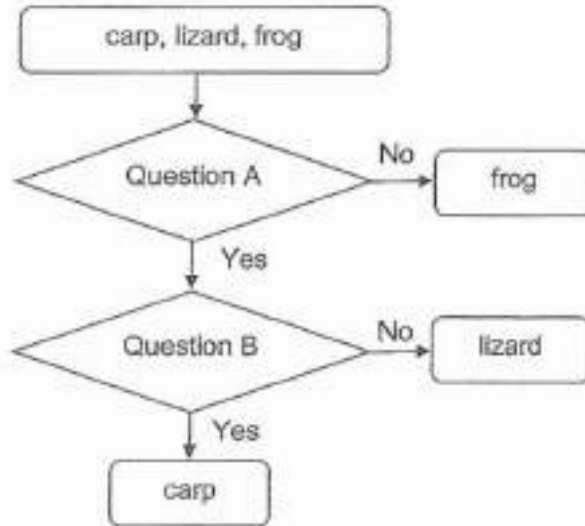 carp, lizard, frog
Question A
No
frog
Yes
Question B
No
lizard
Yes
carp